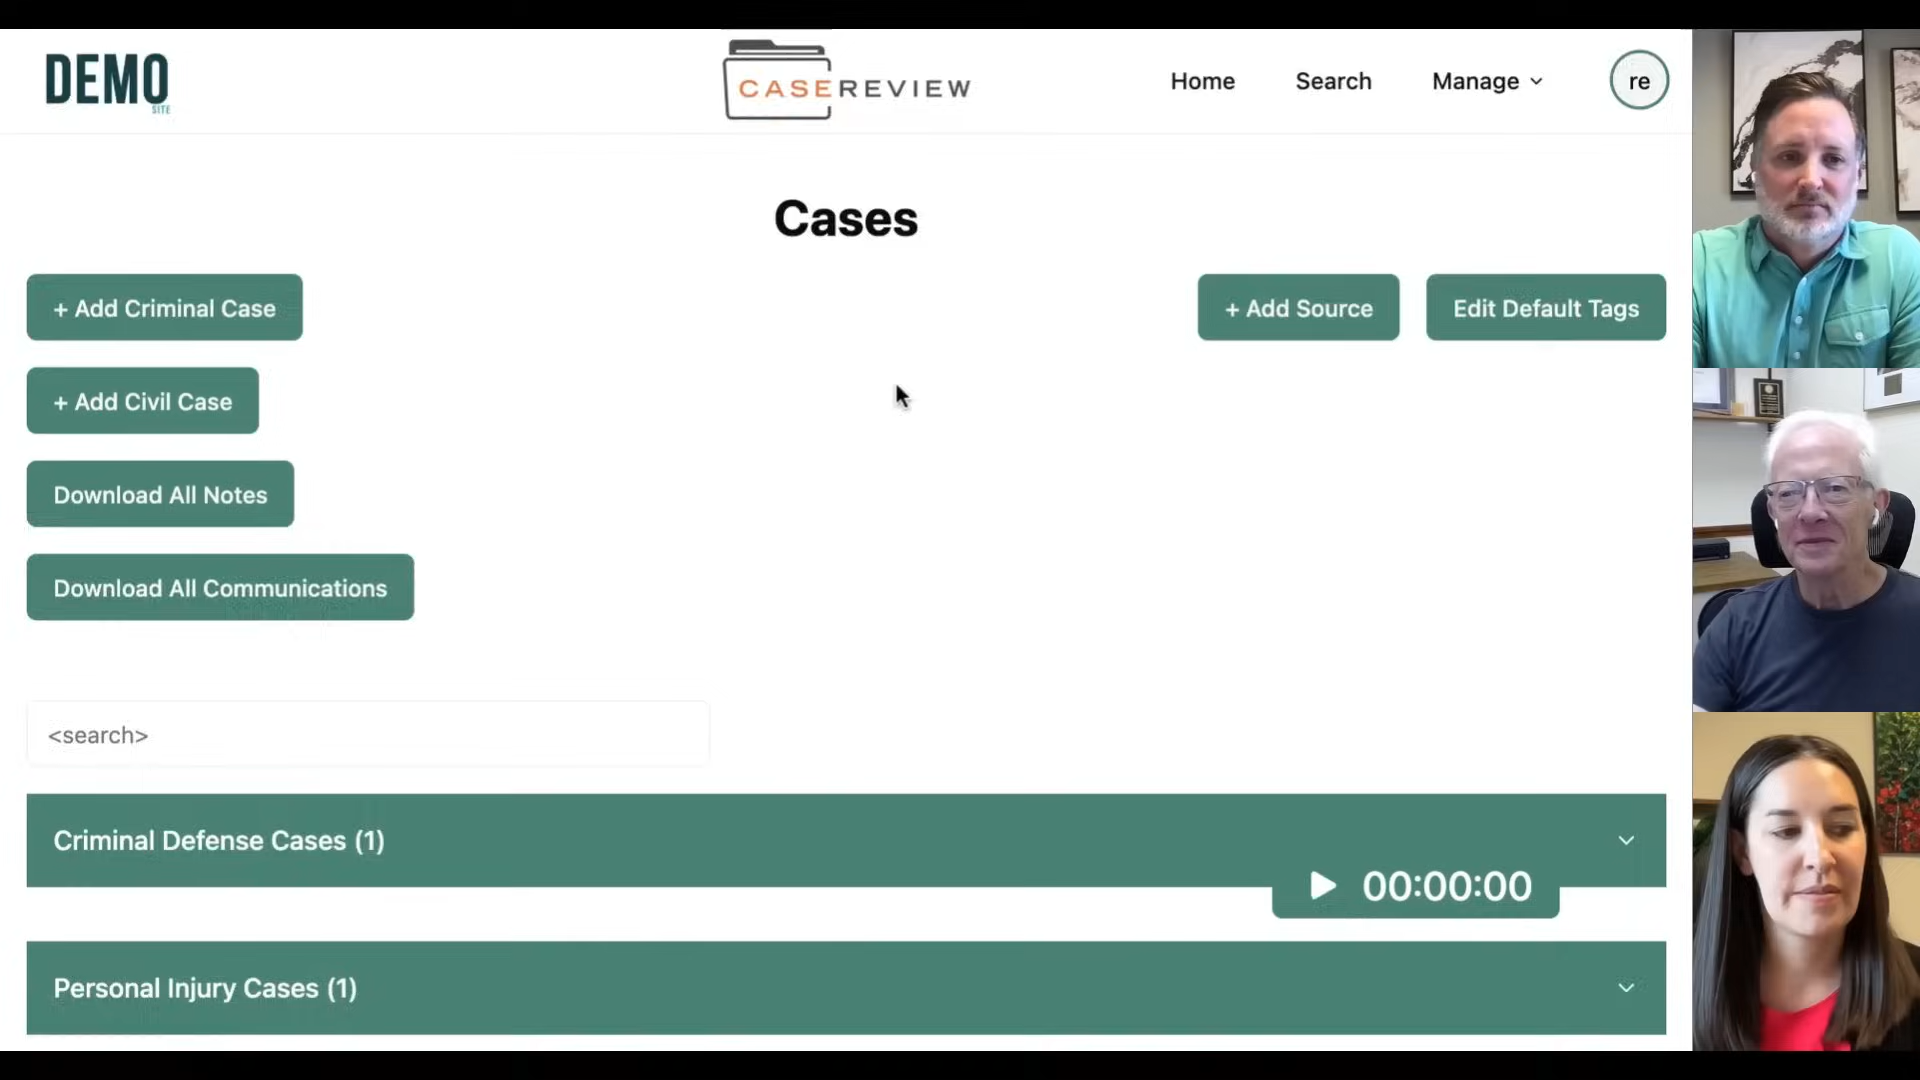 DEMO
SITE
CASEREVIEW
Home
Search
Manage
re
Cases
+ Add Criminal Case
+ Add Source
Edit Default Tags
+ Add Civil Case
Download All Notes
Download All Communications
<search>
Criminal Defense Cases (1)
00:00:00
Personal Injury Cases (1)